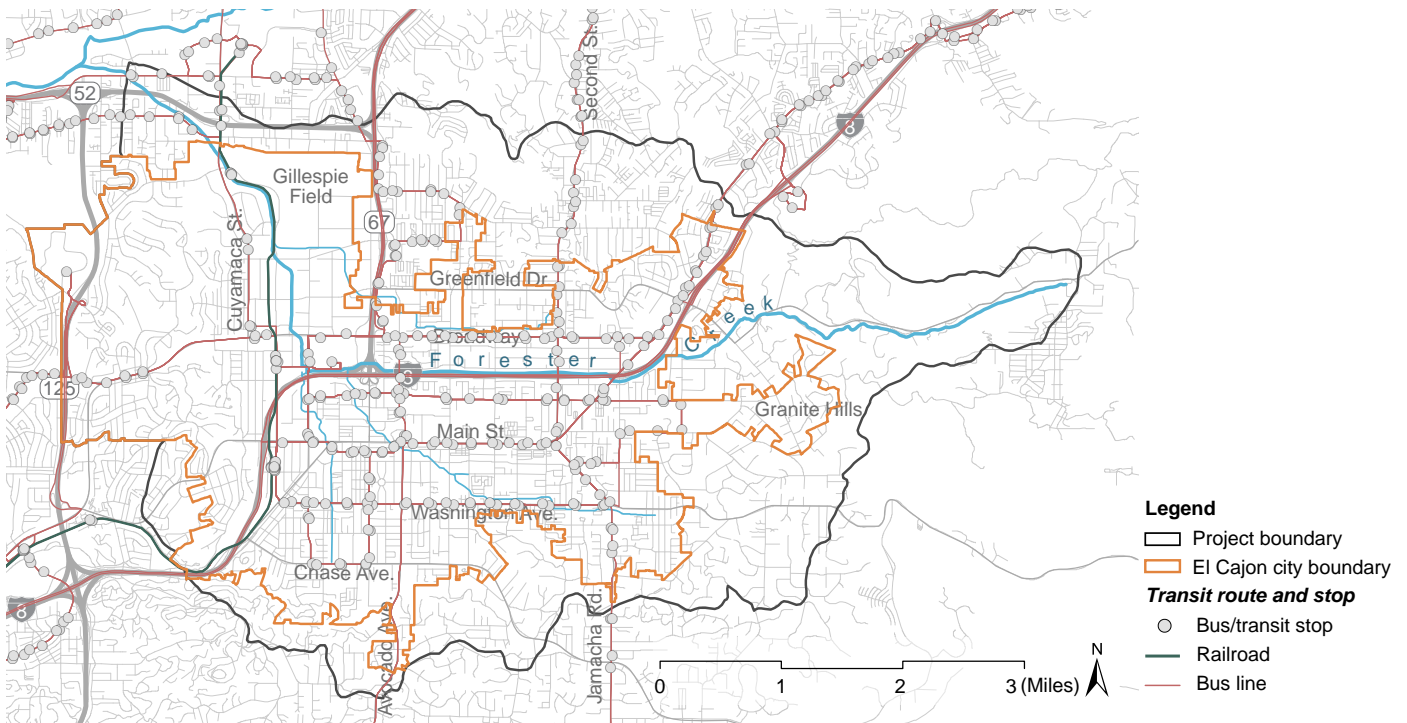 52
Second St.
8
Gillespie
Field
67
Cuyamaca St.
Greenfield Dr.
Broadway
Forester Creek
125
8
Granite Hills
Main St.
Washington Ave.
Chase Ave.
8
Avocado Ave.
Jamacha Rd.
0 1 2 3 (Miles)
N
Legend
Project boundary
El Cajon city boundary
Transit route and stop
Bus/transit stop
Railroad
Bus line